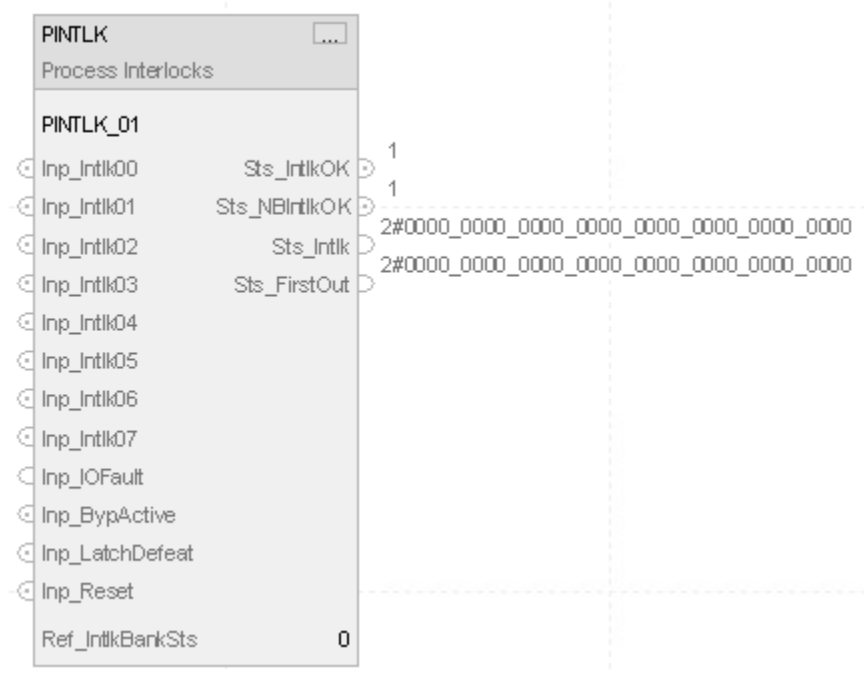 PINTLK ...
Process Interlocks
PINTLK_01
1
Inp_Intlk00 Sts_IntlkOK
1
Inp_Intlk01 Sts_NBIntlkOK
2#0000_0000_0000_0000_0000_0000_0000_0000
Inp_Intlk02 Sts_Intlk
2#0000_0000_0000_0000_0000_0000_0000_0000
Inp_Intlk03 Sts_FirstOut
Inp_Intlk04
Inp_Intlk05
Inp_Intlk06
Inp_Intlk07
Inp_IOFault
Inp_BypActive
Inp_LatchDefeat
Inp_Reset
Ref_IntlkBankSts 0